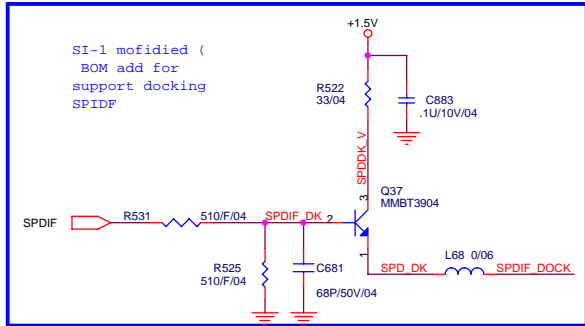 +1.5V
SI-1 mofidied (
BOM add for
support docking
SPIDF
R522
33/04
C883
.1U/10V/04
SPDDK_V
3
Q37
MMBT3904
SPDIF
R531
510/F/04
SPDIF_DK
2
1
R525
510/F/04
C681
68P/50V/04
SPD_DK
L68 0/06
SPDIF_DOCK